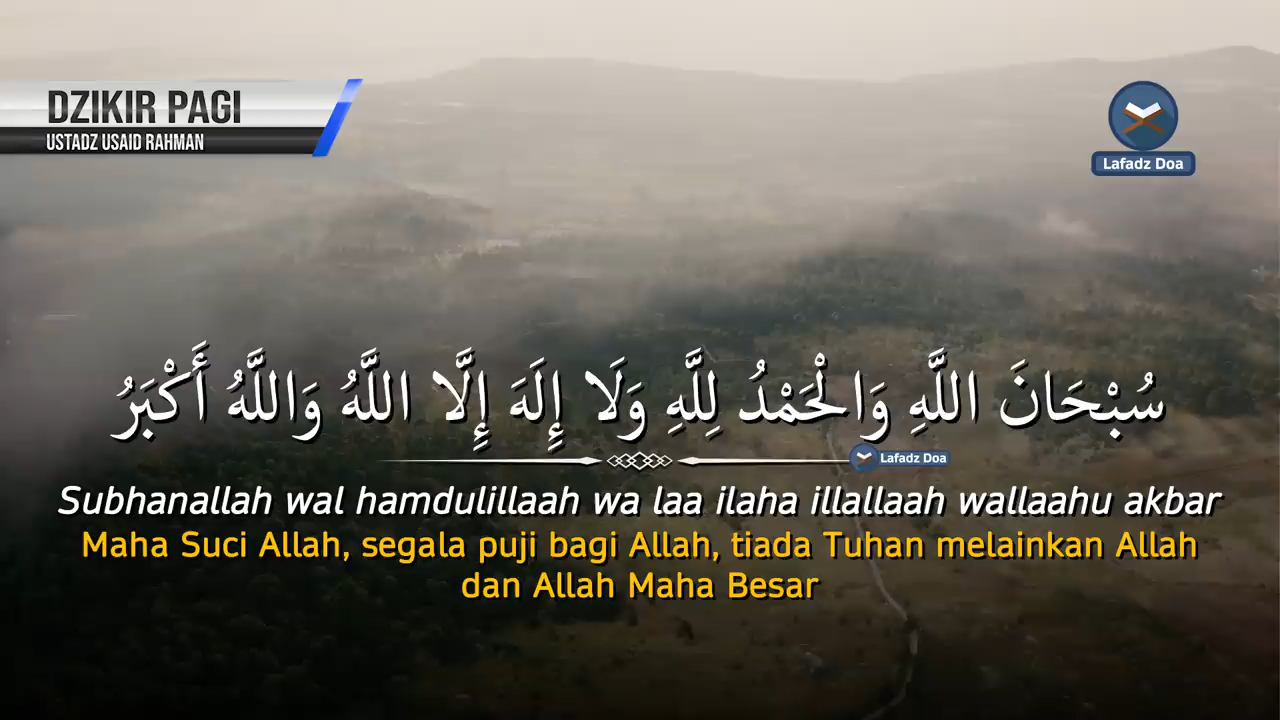 DZIKIR PAGI
USTADZ USAID RAHMAN
Lafadz Doa
سُبْحَانَ اللَّهِ وَالْحَمْدُ لِلَّهِ وَلَا إِلَهَ إِلَّا اللَّهُ وَاللَّهُ أَكْبَرُ
Lafadz Doa
Subhanallah wal hamdulillaah wa laa ilaha illallaah wallaahu akbar
Maha Suci Allah, segala puji bagi Allah, tiada Tuhan melainkan Allah
dan Allah Maha Besar